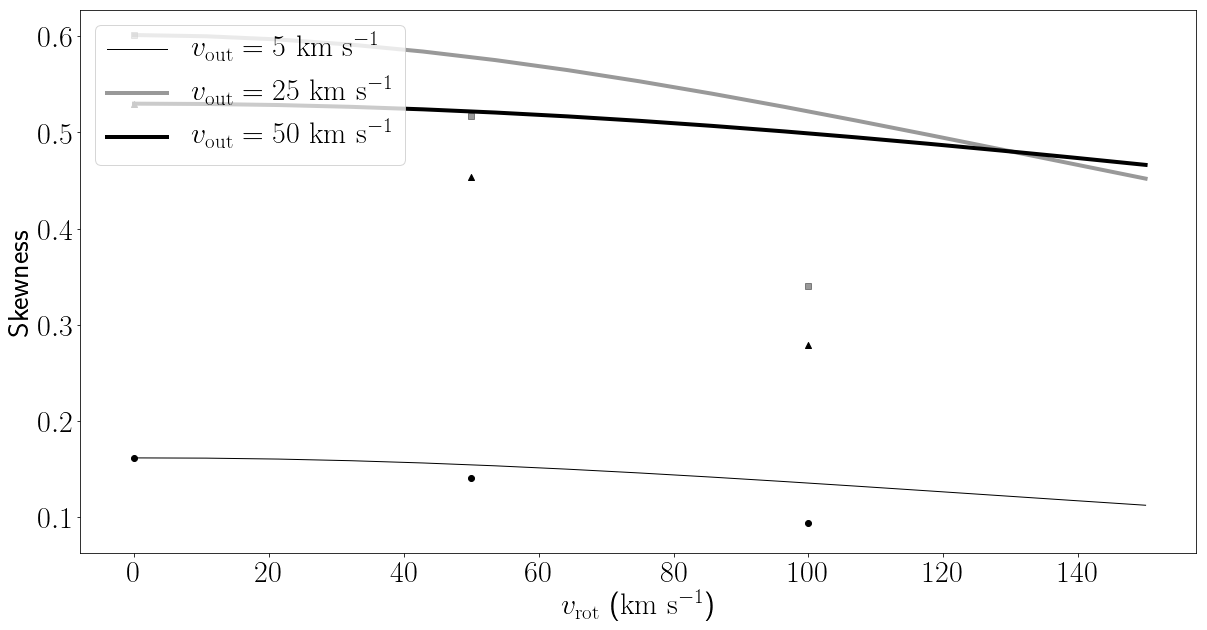 0.6
0.5
0.4
0.3
0.2
0.1
Skewness
v_out = 5 km s⁻¹
v_out = 25 km s⁻¹
v_out = 50 km s⁻¹
0 20 40 60 80 100 120 140
v_rot (km s⁻¹)